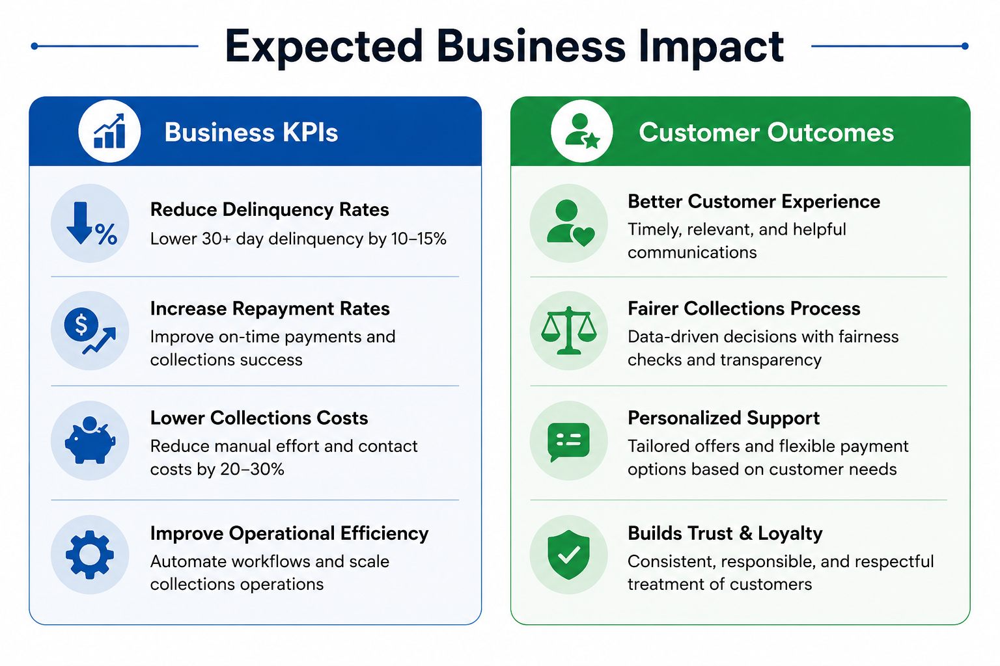 Expected Business Impact
Business KPIs
%
Reduce Delinquency Rates
Lower 30+ day delinquency by 10–15%
$
Increase Repayment Rates
Improve on-time payments and
collections success
Lower Collections Costs
Reduce manual effort and contact
costs by 20–30%
Improve Operational Efficiency
Automate workflows and scale
collections operations
Customer Outcomes
Better Customer Experience
Timely, relevant, and helpful
communications
Fairer Collections Process
Data-driven decisions with fairness
checks and transparency
Personalized Support
Tailored offers and flexible payment
options based on customer needs
Builds Trust & Loyalty
Consistent, responsible, and respectful
treatment of customers